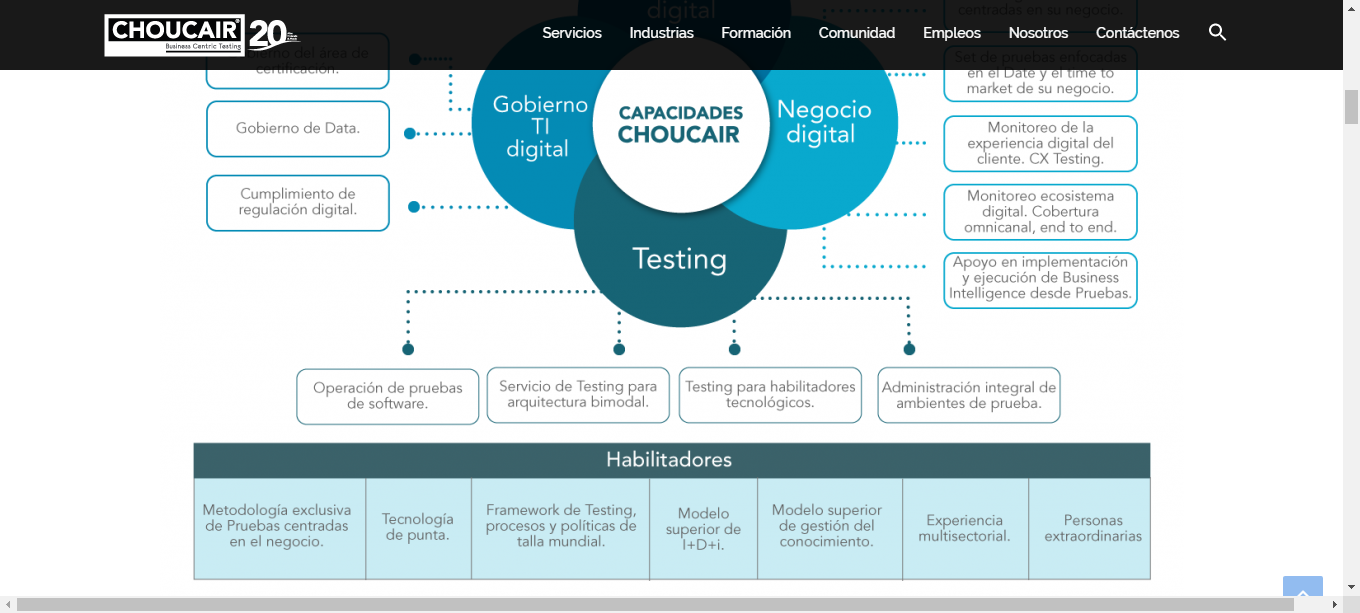 CHOUCAIR
Business Centric Testing
20
Servicios
Industrias
Formación
Comunidad
Empleos
Nosotros
Contáctenos
digital
centradas en su negocio.
del area de
certificación.
Gobierno de Data.
Cumplimiento de
regulación digital.
Gobierno
TI
digital
CAPACIDADES
CHOUCAIR
Negocio
digital
Testing
Set de pruebas enfocadas
en el Date y el time to
market de su negocio.
Monitoreo de la
experiencia digital del
cliente. CX Testing.
Monitoreo ecosistema
digital. Cobertura
omnicanal, end to end.
Apoyo en implementación
y ejecución de Business
Intelligence desde Pruebas.
Operación de pruebas
de software.
Servicio de Testing para
arquitectura bimodal.
Testing para habilitadores
tecnológicos.
Administración integral de
ambientes de prueba.
Habilitadores
Metodología exclusiva
de Pruebas centradas
en el negocio.
Tecnología
de punta.
Framework de Testing,
procesos y políticas de
talla mundial.
Modelo
superior de
I+D+i.
Modelo superior
de gestión del
conocimiento.
Experiencia
multisectorial.
Personas
extraordinarias